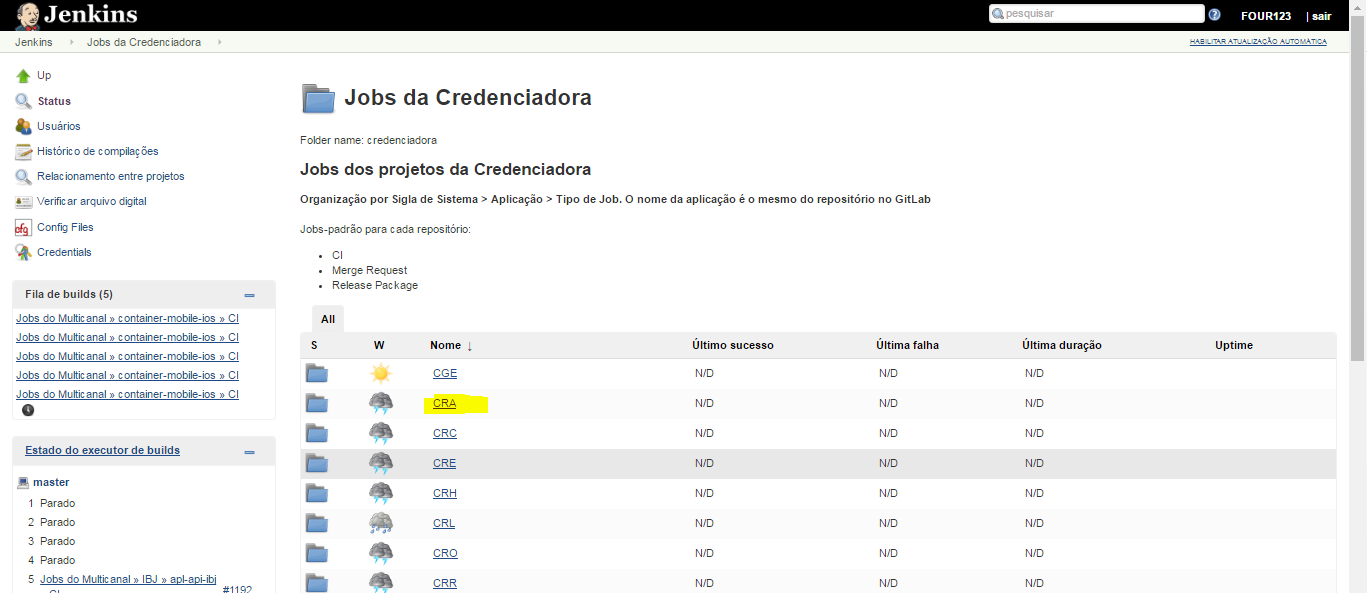 Jenkins
pesquisar
FOUR123 | sair
Jenkins Jobs da Credenciadora
HABILITAR ATUALIZAÇÃO AUTOMÁTICA
Up
Status
Usuários
Histórico de compilações
Relacionamento entre projetos
Verificar arquivo digital
cfg Config Files
Credentials
Fila de builds (5)
Jobs do Multicanal » container-mobile-ios » CI
Jobs do Multicanal » container-mobile-ios » CI
Jobs do Multicanal » container-mobile-ios » CI
Jobs do Multicanal » container-mobile-ios » CI
Jobs do Multicanal » container-mobile-ios » CI
Estado do executor de builds
master
1 Parado
2 Parado
3 Parado
4 Parado
5 Jobs do Multicanal » IBJ » apl-api-ibj
» CI #1192
Jobs da Credenciadora
Folder name: credenciadora
Jobs dos projetos da Credenciadora
Organização por Sigla de Sistema > Aplicação > Tipo de Job. O nome da aplicação é o mesmo do repositório no GitLab
Jobs-padrão para cada repositório:
CI
Merge Request
Release Package
All
S W Nome ↓ Último sucesso Última falha Última duração Uptime
CGE N/D N/D N/D
CRA N/D N/D N/D
CRC N/D N/D N/D
CRE N/D N/D N/D
CRH N/D N/D N/D
CRL N/D N/D N/D
CRO N/D N/D N/D
CRR N/D N/D N/D